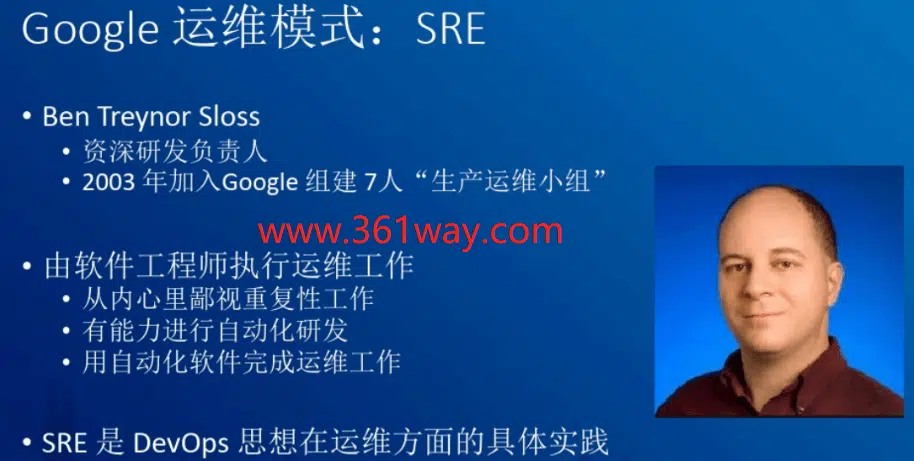 Google 运维模式：SRE
• Ben Treynor Sloss
• 资深研发负责人
• 2003 年加入Google 组建 7人“生产运维小组”
www.361way.com
• 由软件工程师执行运维工作
• 从内心里鄙视重复性工作
• 有能力进行自动化研发
• 用自动化软件完成运维工作
• SRE 是 DevOps 思想在运维方面的具体实践